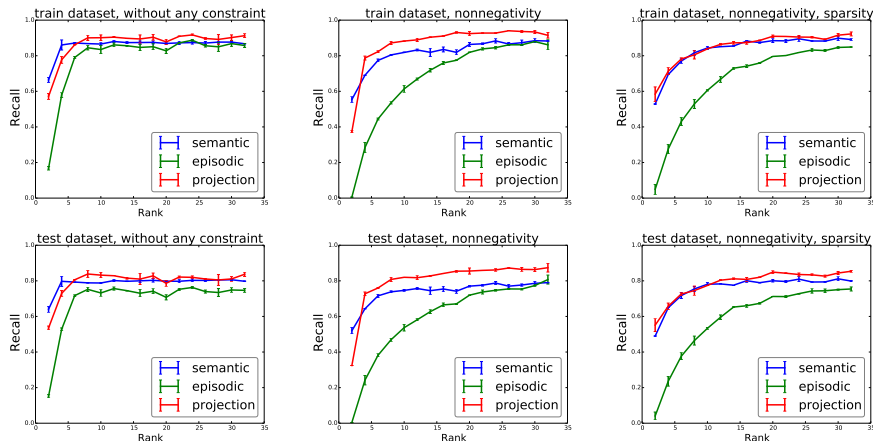 train dataset, without any constraint
1.0
0.8
0.6
0.4
0.2
0.0
Recall
semantic
episodic
projection
0 5 10 15 20 25 30 35
Rank
train dataset, nonnegativity
1.0
0.8
0.6
0.4
0.2
0.0
Recall
semantic
episodic
projection
0 5 10 15 20 25 30 35
Rank
train dataset, nonnegativity, sparsity
1.0
0.8
0.6
0.4
0.2
0.0
Recall
semantic
episodic
projection
0 5 10 15 20 25 30 35
Rank
test dataset, without any constraint
1.0
0.8
0.6
0.4
0.2
0.0
Recall
semantic
episodic
projection
0 5 10 15 20 25 30 35
Rank
test dataset, nonnegativity
1.0
0.8
0.6
0.4
0.2
0.0
Recall
semantic
episodic
projection
0 5 10 15 20 25 30 35
Rank
test dataset, nonnegativity, sparsity
1.0
0.8
0.6
0.4
0.2
0.0
Recall
semantic
episodic
projection
0 5 10 15 20 25 30 35
Rank